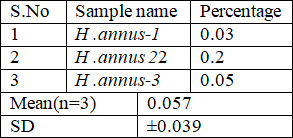 S.No Sample name Percentage
1 H .annus-1 0.03
2 H .annus 22 0.2
3 H .annus-3 0.05
Mean(n=3) 0.057
SD ±0.039